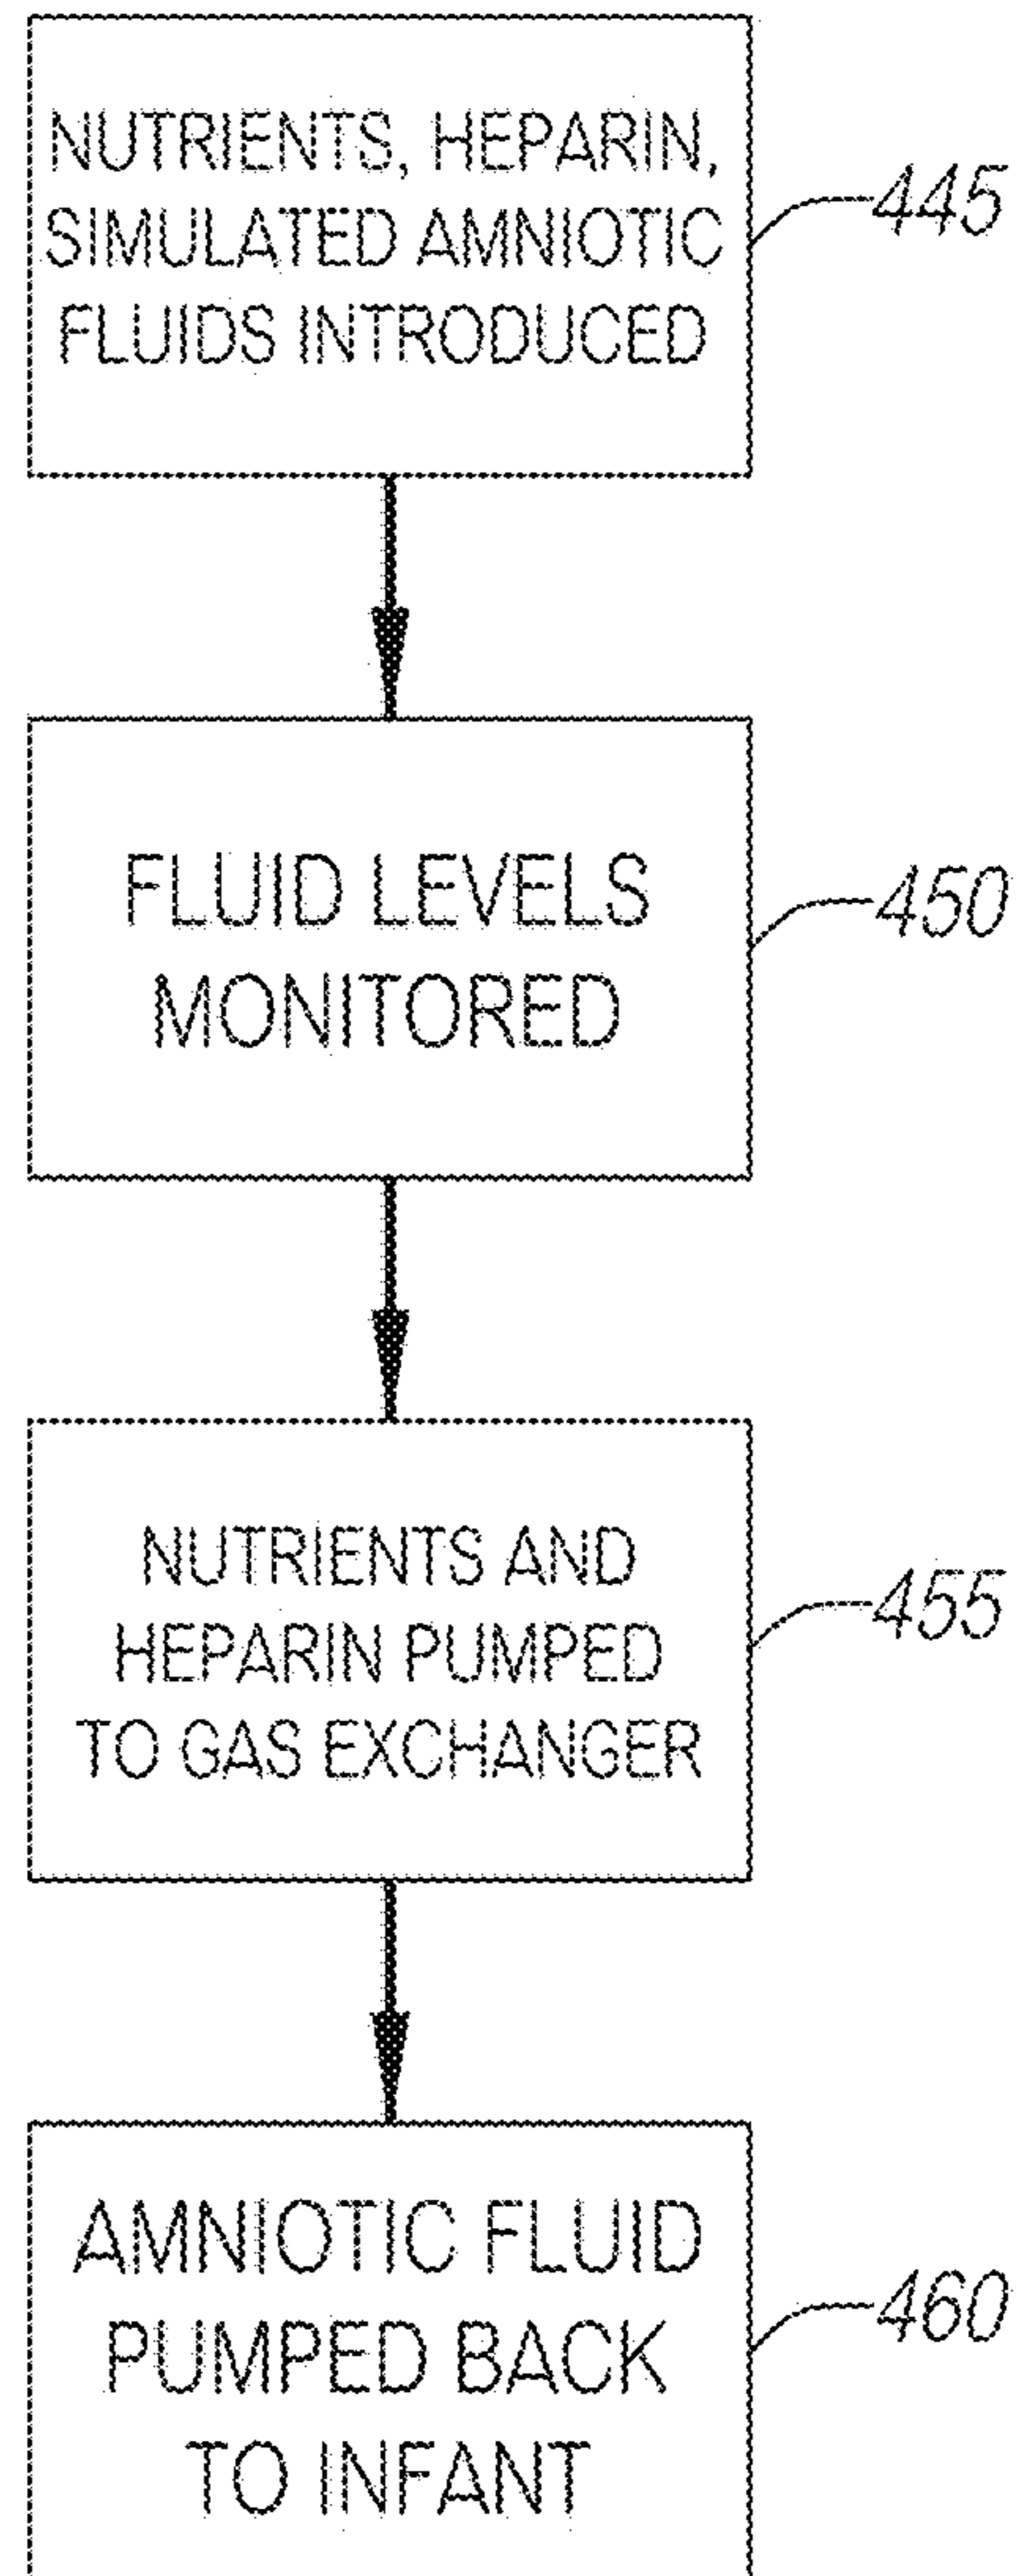 NUTRIENTS, HEPARIN,
SIMULATED AMNIOTIC
FLUIDS INTRODUCED
445
FLUID LEVELS
MONITORED
450
NUTRIENTS AND
HEPARIN PUMPED
TO GAS EXCHANGER
455
AMNIOTIC FLUID
PUMPED BACK
TO INFANT
460